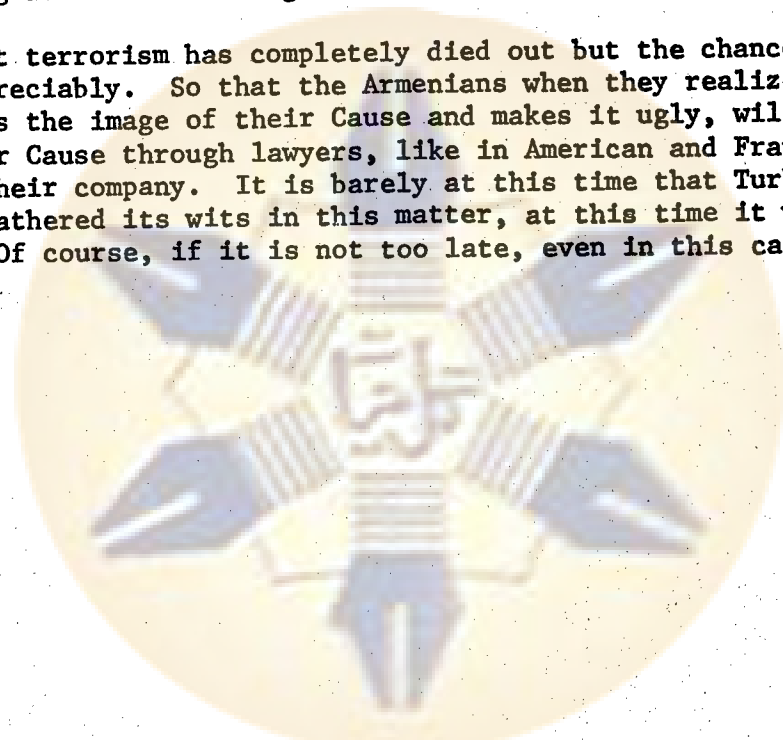 t terrorism has completely died out but the chanc
reciably. So that the Armenians when they realiz
s the image of their Cause and makes it ugly, wil
r Cause through lawyers, like in American and Fra
heir company. It is barely at this time that Tur
athered its wits in this matter, at this time it
Of course, if it is not too late, even in this ca